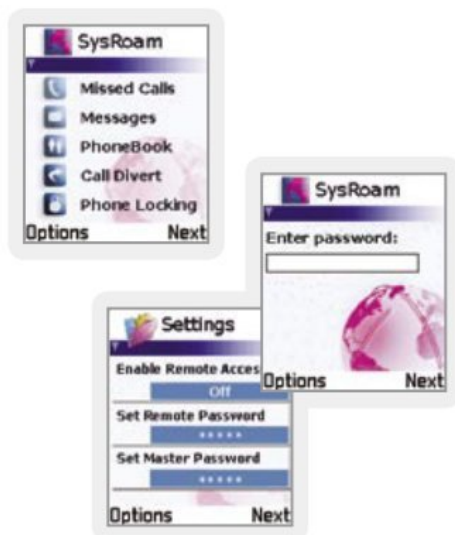 SysRoam
Missed Calls
Messages
PhoneBook
Call Divert
Phone Locking
Options Next
SysRoam
Enter password:
Options Next
Settings
Enable Remote Acces
Off
Set Remote Password
*****
Set Master Password
*****
Options Next